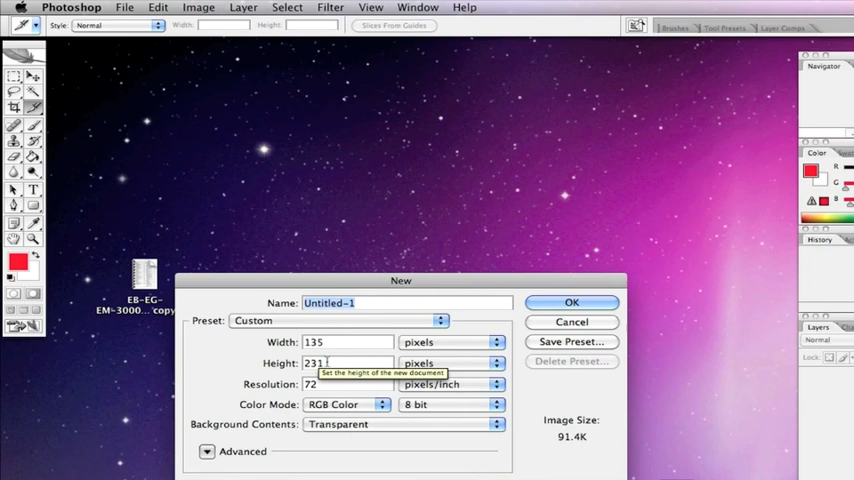 Photoshop File Edit Image Layer Select Filter View Window Help
Style: Normal Width: Height: Slices From Guides Brushes Tool Presets Layer Comps
Navigator
Color Swat
R
G
B
History
Layers
Normal
Lock:
EB-EG-
EM-3000... copy
New
Name: Untitled-1 OK
Preset: Custom Cancel
Width: 135 pixels Save Preset...
Height: 231 pixels Delete Preset...
Set the height of the new document
Resolution: 72 pixels/inch
Color Mode: RGB Color 8 bit
Background Contents: Transparent
Image Size:
91.4K
Advanced